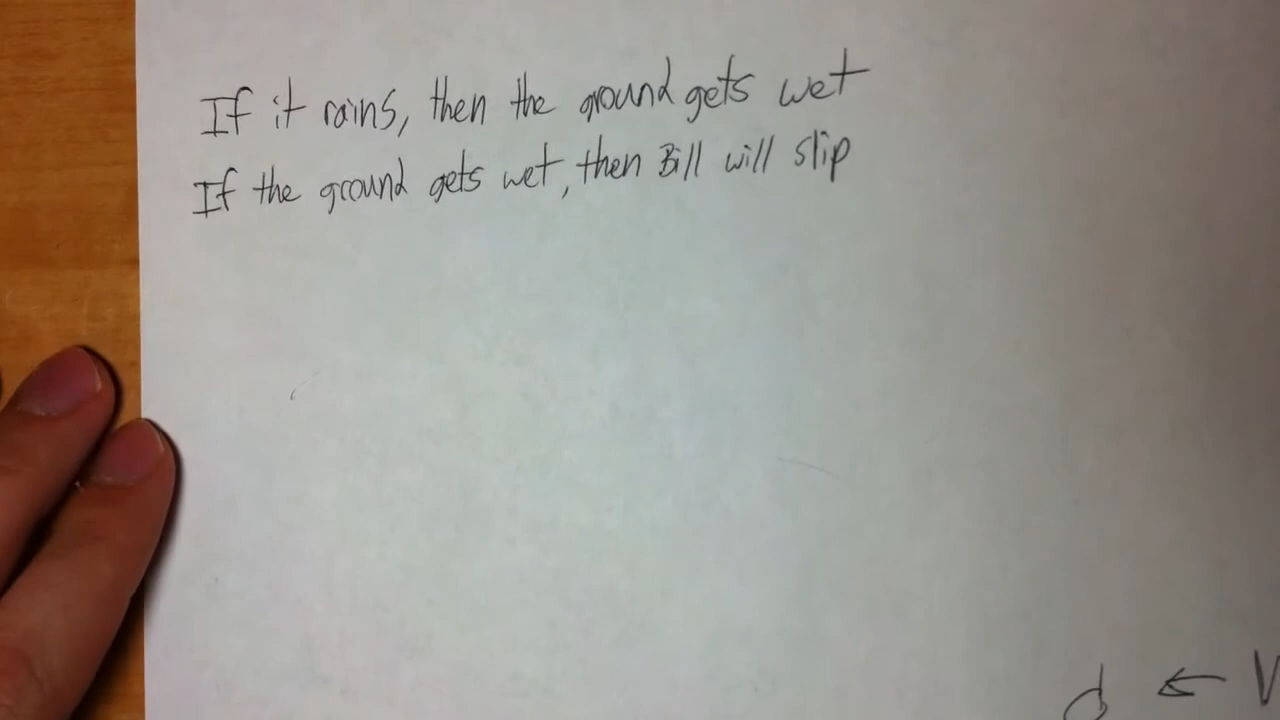 If it rains, then the ground gets wet
If the ground gets wet, then Bill will slip
d ←